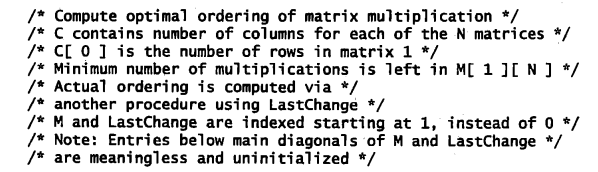 /* Compute optimal ordering of matrix multiplication */
/* C contains number of columns for each of the N matrices */
/* C[ 0 ] is the number of rows in matrix 1 */
/* Minimum number of multiplications is left in M[ 1 ][ N ] */
/* Actual ordering is computed via */
/* another procedure using LastChange */
/* M and LastChange are indexed starting at 1, instead of 0 */
/* Note: Entries below main diagonals of M and LastChange */
/* are meaningless and uninitialized */